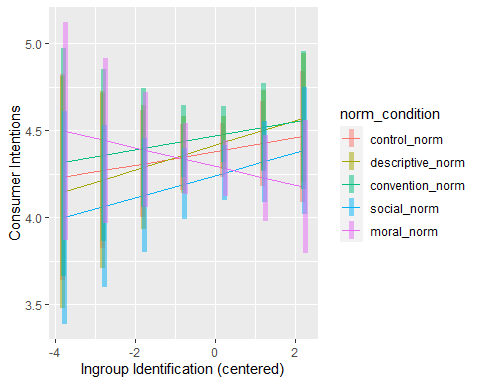 5.0
4.5
4.0
3.5
Consumer Intentions
-4
-2
0
2
Ingroup Identification (centered)
norm_condition
control_norm
descriptive_norm
convention_norm
social_norm
moral_norm